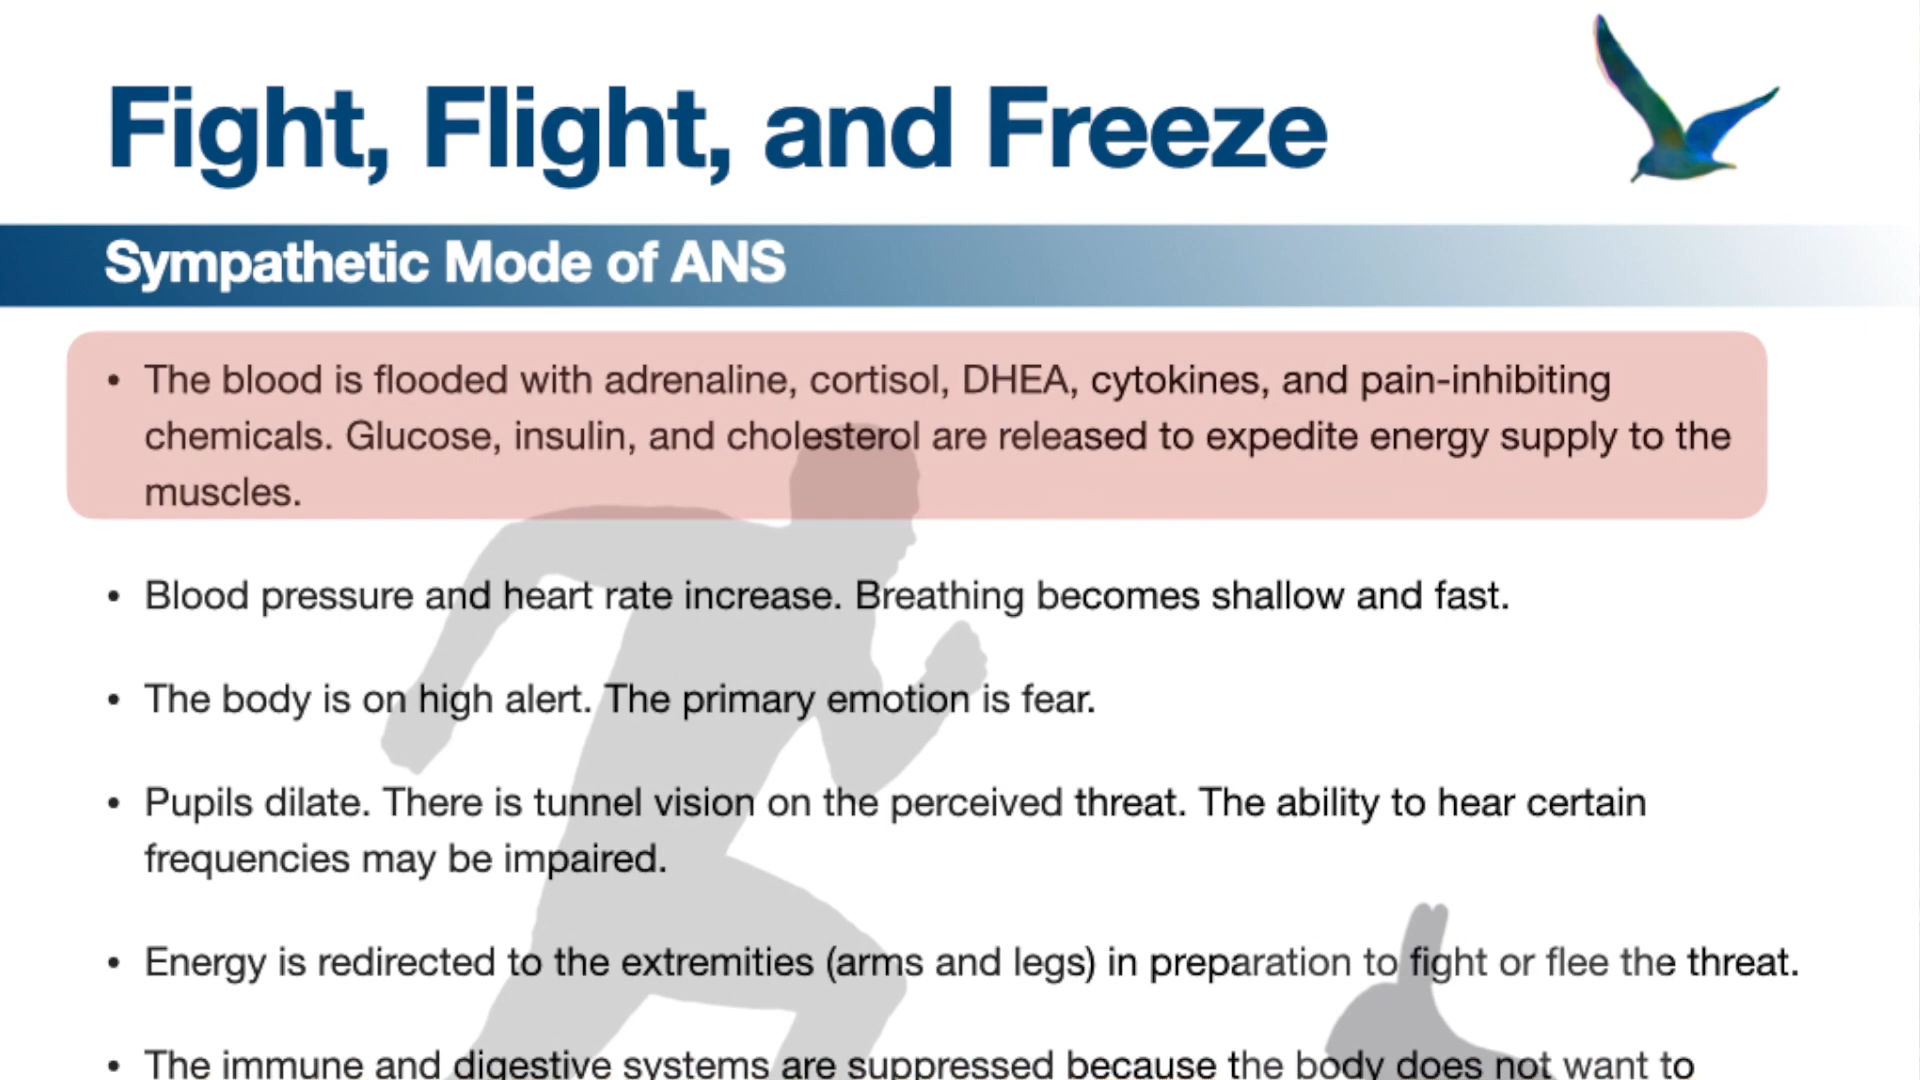 Fight, Flight, and Freeze
Sympathetic Mode of ANS
• The blood is flooded with adrenaline, cortisol, DHEA, cytokines, and pain-inhibiting
chemicals. Glucose, insulin, and cholesterol are released to expedite energy supply to the
muscles.
• Blood pressure and heart rate increase. Breathing becomes shallow and fast.
• The body is on high alert. The primary emotion is fear.
• Pupils dilate. There is tunnel vision on the perceived threat. The ability to hear certain
frequencies may be impaired.
• Energy is redirected to the extremities (arms and legs) in preparation to fight or flee the threat.
• The immune and digestive systems are suppressed because the body does not want to